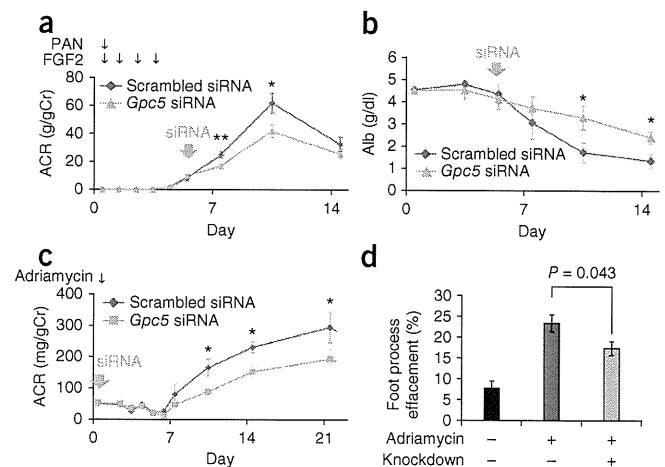 a
PAN ↓
FGF2 ↓ ↓ ↓ ↓
80
60
40
20
0
ACR (g/gCr)
Scrambled siRNA
Gpc5 siRNA
siRNA
**
*
0 7 14
Day
b
6
5
4
3
2
1
0
Alb (g/dl)
siRNA
*
*
Scrambled siRNA
Gpc5 siRNA
0 7 14
Day
c
Adriamycin ↓
400
300
200
100
0
ACR (mg/gCr)
Scrambled siRNA
Gpc5 siRNA
siRNA
* * *
0 7 14 21
Day
d
P = 0.043
30
25
20
15
10
5
0
Foot process
effacement (%)
Adriamycin – + +
Knockdown – – +